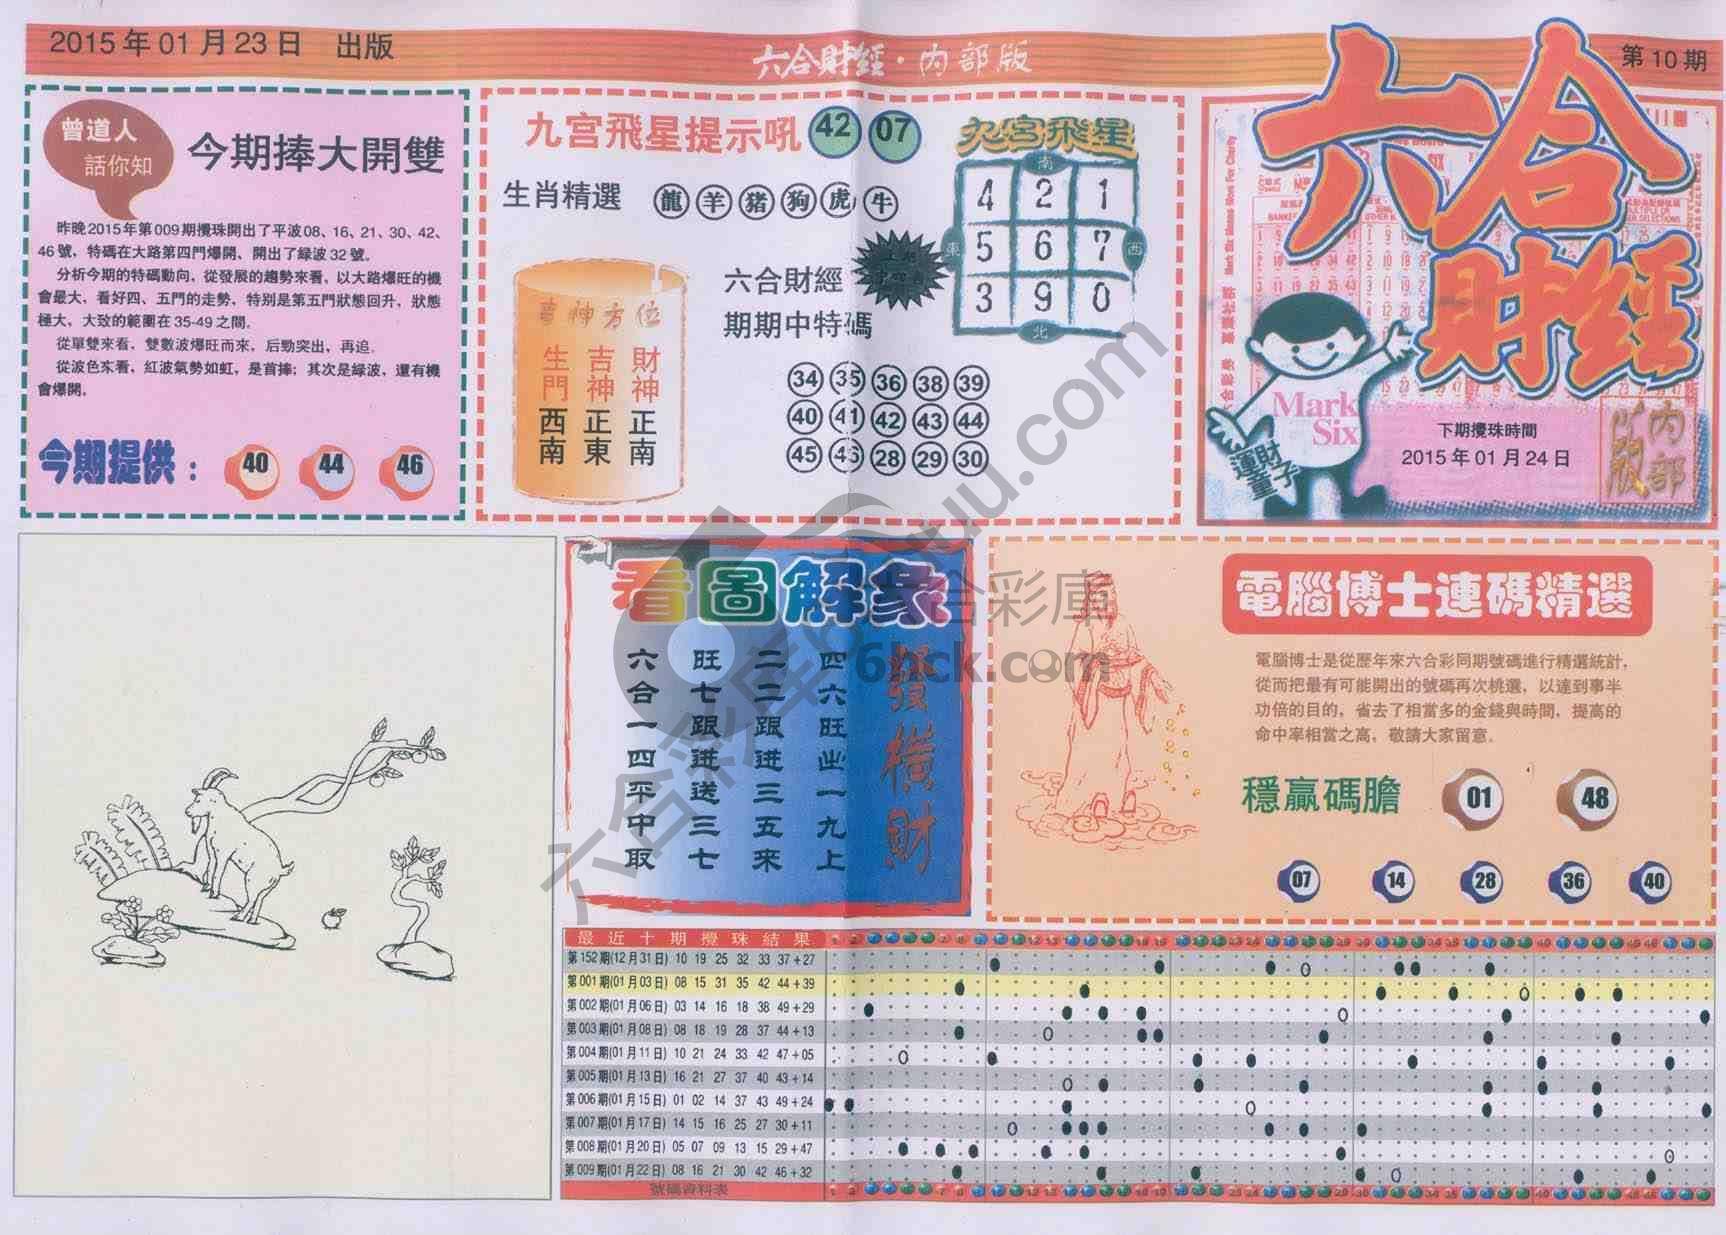 2015年01月23日 出版
六合財經·内部版
第10期
六合財經
曾道人
話你知
今期捧大開雙
昨晚2015年第009期攪珠開出了平波08、16、21、30、42、
46號，特碼在大路第四門爆開、開出了緑波32號。
分析今期的特碼動向，從發展的趨勢來看，以大路爆旺的機
會最大，看好四、五門的走勢，特别是第五門狀態回升，狀態
極大，大致的範圍在35-49之間。
從單雙來看，雙數波爆旺而來，后勁突出，再追。
從波色来看，紅波氣勢如虹，是首捧；其次是緑波，還有機
會爆開。
今期提供：
40 44 46
九宮飛星提示吼 42 07
生肖精選 龍 羊 猪 狗 虎 牛
吉神方位
生門 西南
吉神 正東
財神 正南
六合財經
期期中特碼
34 35 36 38 39
40 41 42 43 44
45 46 28 29 30
九宮飛星
南
4 2 1
東 5 6 7 西
3 9 0
北
Mark Six
運財童子
下期攪珠時間
2015年01月24日
内部版
看圖解象
六合一四平中取
旺七跟进送三七
二二跟进三五來
四六旺出一九上
發橫財
電腦博士連碼精選
電腦博士是從歷年來六合彩同期號碼進行精選統計，
從而把最有可能開出的號碼再次桃選，以達到事半
功倍的目的，省去了相當多的金錢與時間，提高的
命中率相當之高，敬請大家留意。
穩贏碼膽 01 48
07 14 28 36 40
最近十期攪珠結果
第152期(12月31日) 10 19 25 32 33 37+27
第001期(01月03日) 08 15 31 35 42 44+39
第002期(01月06日) 03 14 16 18 38 49+29
第003期(01月08日) 08 18 19 28 37 44+13
第004期(01月11日) 10 21 24 33 42 47+05
第005期(01月13日) 16 21 27 37 40 43+14
第006期(01月15日) 01 02 14 37 43 49+24
第007期(01月17日) 14 15 16 25 27 30+11
第008期(01月20日) 05 07 09 13 15 29+47
第009期(01月22日) 08 16 21 30 42 46+32
號碼資料表
六合彩庫
6hck.com